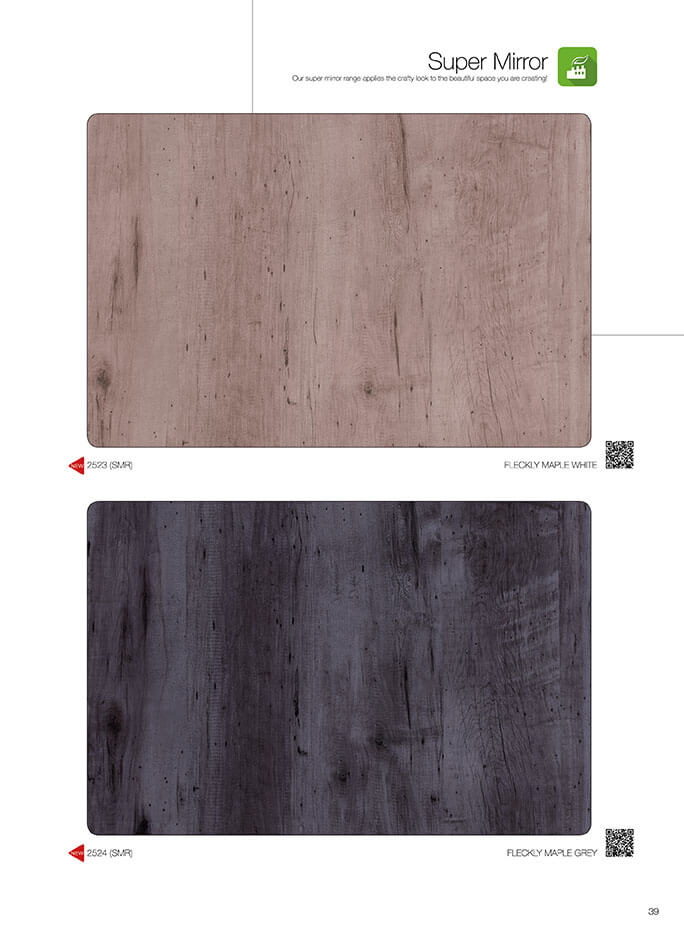 Super Mirror
Our super mirror range applies the crafty look to the beautiful space you are creating!
NEW 2523 (SMR) FLECKLY MAPLE WHITE
NEW 2524 (SMR) FLECKLY MAPLE GREY
39